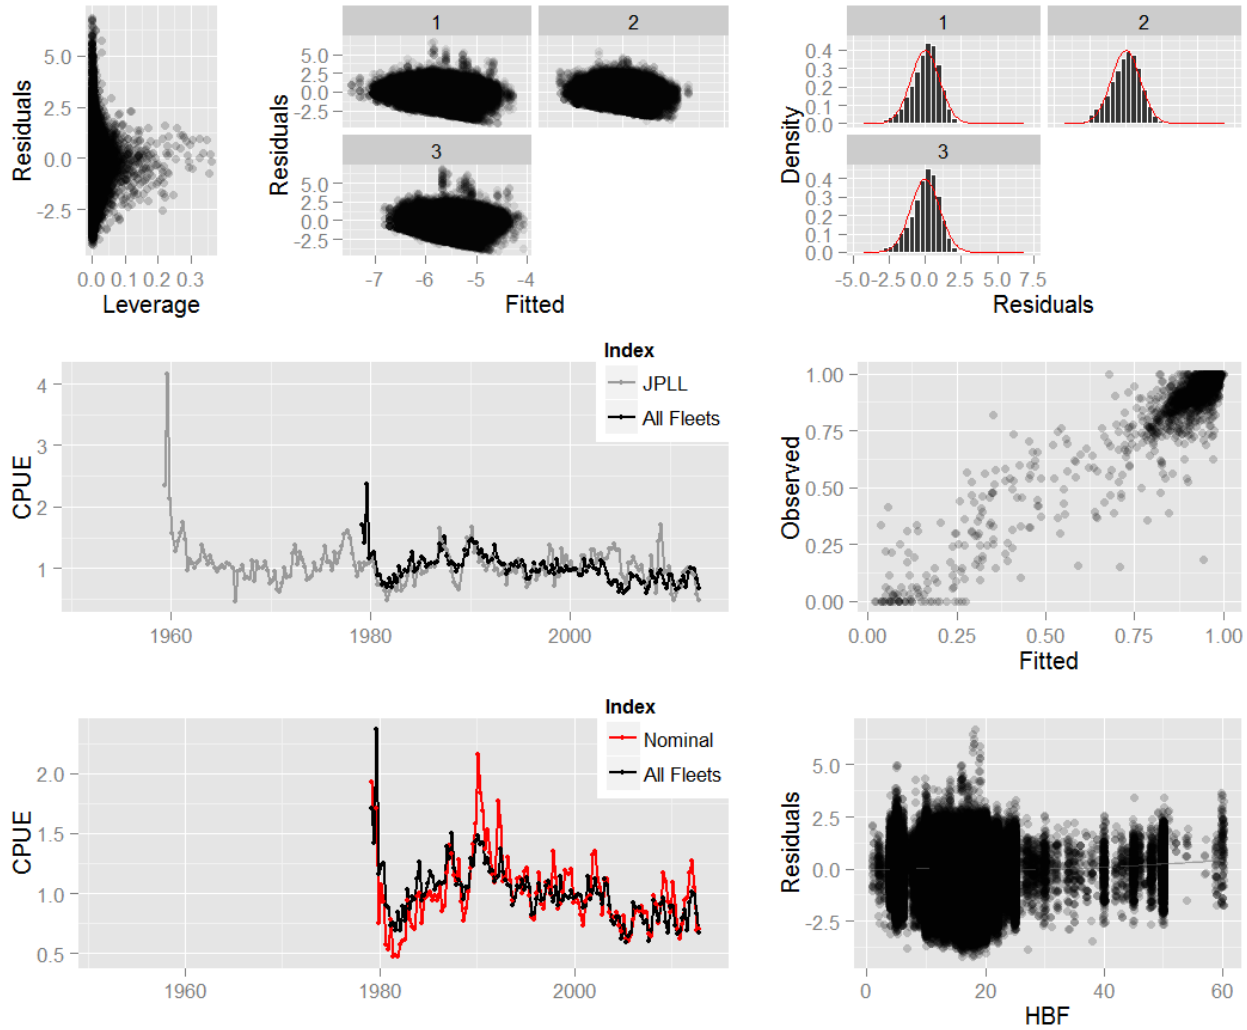 Residuals
5.0
2.5
0.0
-2.5
0.0 0.1 0.2 0.3
Leverage
1 2
3
Residuals
5.0
2.5
0.0
-2.5
5.0
2.5
0.0
-2.5
-7 -6 -5 -4
Fitted
1 2
3
Density
0.4
0.3
0.2
0.1
0.0
0.4
0.3
0.2
0.1
0.0
-5.0 -2.5 0.0 2.5 5.0 7.5
Residuals
Index
JPLL
All Fleets
CPUE
4
3
2
1
1960 1980 2000
Observed
1.00
0.75
0.50
0.25
0.00
0.00 0.25 0.50 0.75 1.00
Fitted
Index
Nominal
All Fleets
CPUE
2.0
1.5
1.0
0.5
1960 1980 2000
Residuals
5.0
2.5
0.0
-2.5
0 20 40 60
HBF